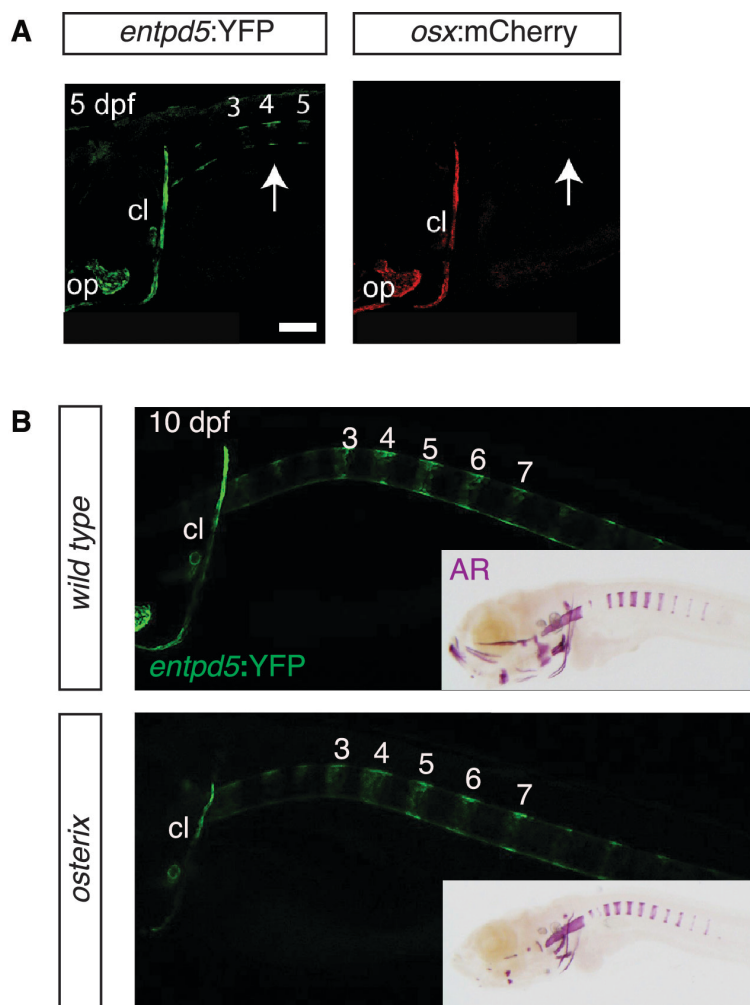 A
entpd5:YFP
osx:mCherry
5 dpf
3 4 5
cl
op
cl
op
B
wild type
10 dpf
3 4 5 6 7
cl
entpd5:YFP
AR
osterix
3 4 5 6 7
cl